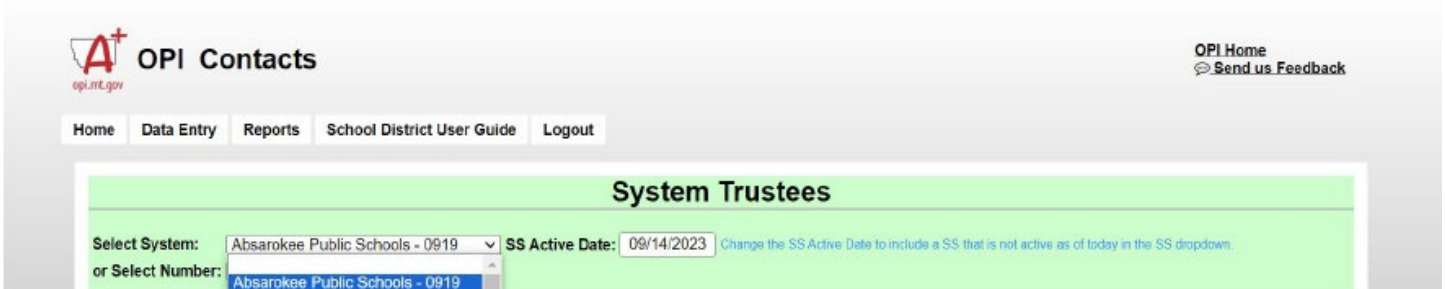 A+
opi.mt.gov
OPI Contacts
OPI Home
Send us Feedback
Home Data Entry Reports School District User Guide Logout
System Trustees
Select System: Absarokee Public Schools - 0919 SS Active Date: 09/14/2023 Change the SS Active Date to include a SS that is not active as of today in the SS dropdown.
or Select Number:
Absarokee Public Schools - 0919